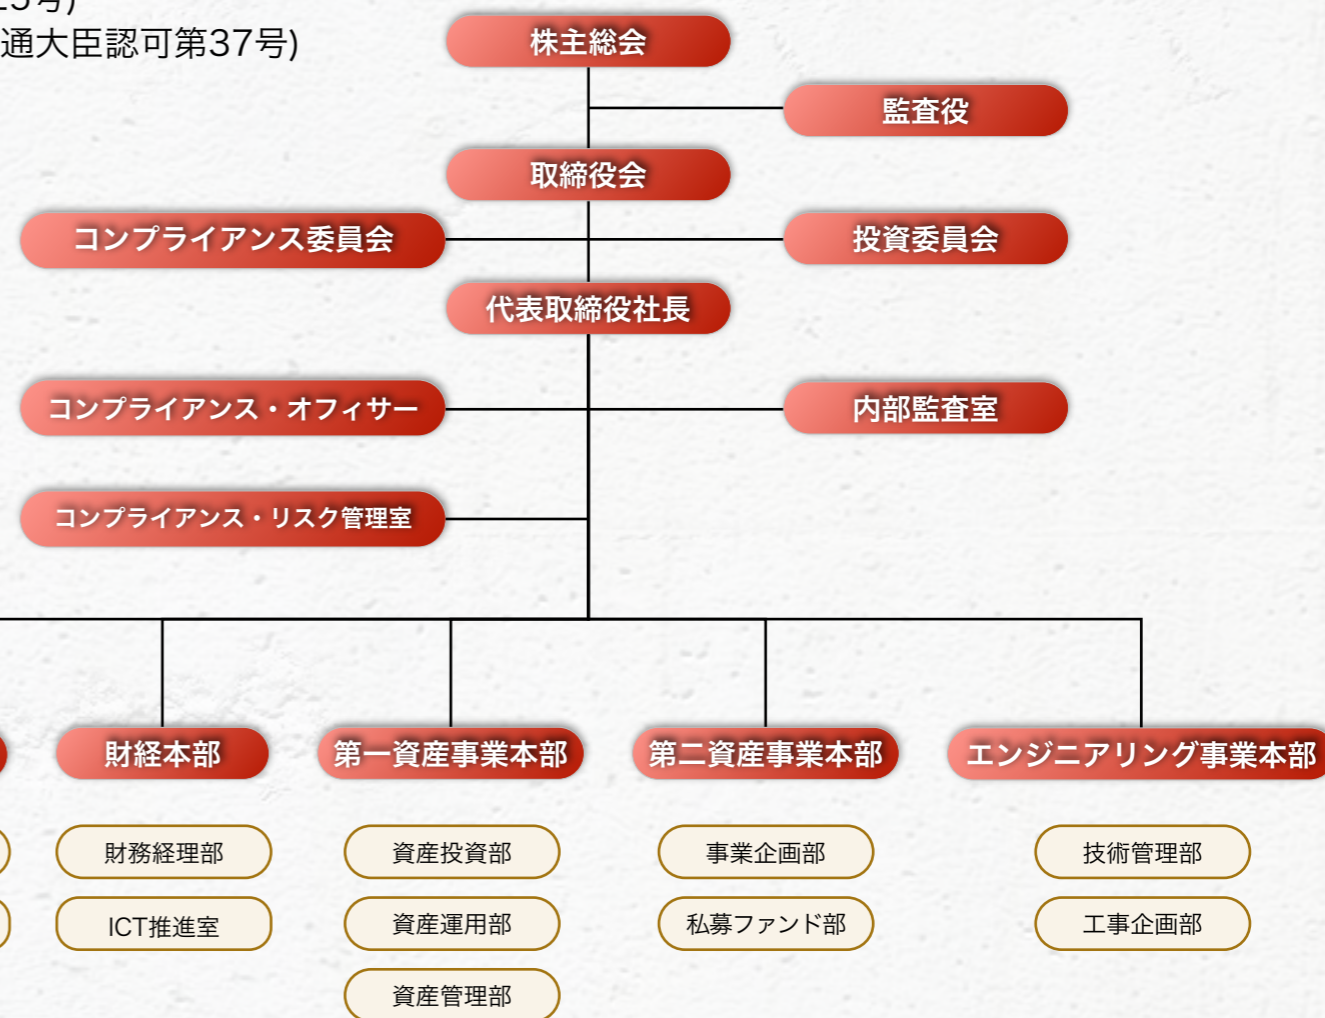 通大臣認可第37号)
株主総会
監査役
取締役会
コンプライアンス委員会
投資委員会
代表取締役社長
コンプライアンス・オフィサー
内部監査室
コンプライアンス・リスク管理室
財経本部
第一資産事業本部
第二資産事業本部
エンジニアリング事業本部
財務経理部
資産投資部
事業企画部
技術管理部
ICT推進室
資産運用部
私募ファンド部
工事企画部
資産管理部